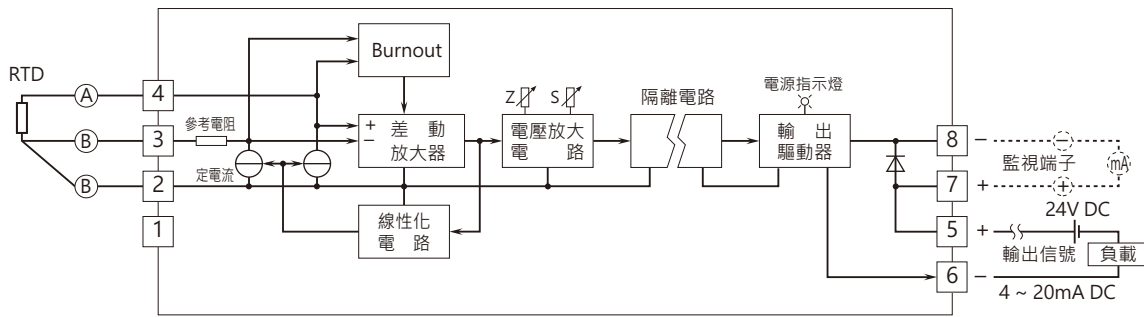 RTD
A
B
B
4
3
2
1
參考電阻
定電流
Burnout
+
−
差 動
放大器
線性化
電 路
Z
S
電壓放大
電 路
隔離電路
電源指示燈
輸 出
驅動器
8
7
5
6
−
+
+
−
−
+
監視端子
mA
24V DC
輸出信號
負載
4 ~ 20mA DC